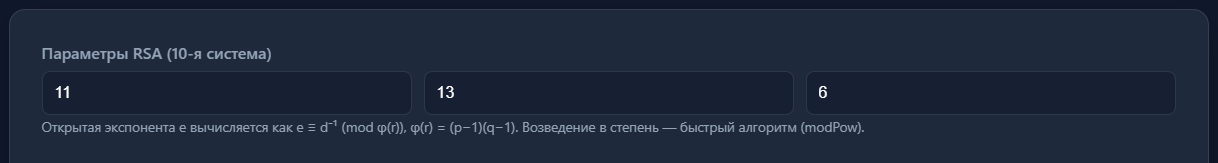 Параметры RSA (10-я система)
11 13 6
Открытая экспонента e вычисляется как e ≡ d⁻¹ (mod φ(r)), φ(r) = (p−1)(q−1). Возведение в степень — быстрый алгоритм (modPow).